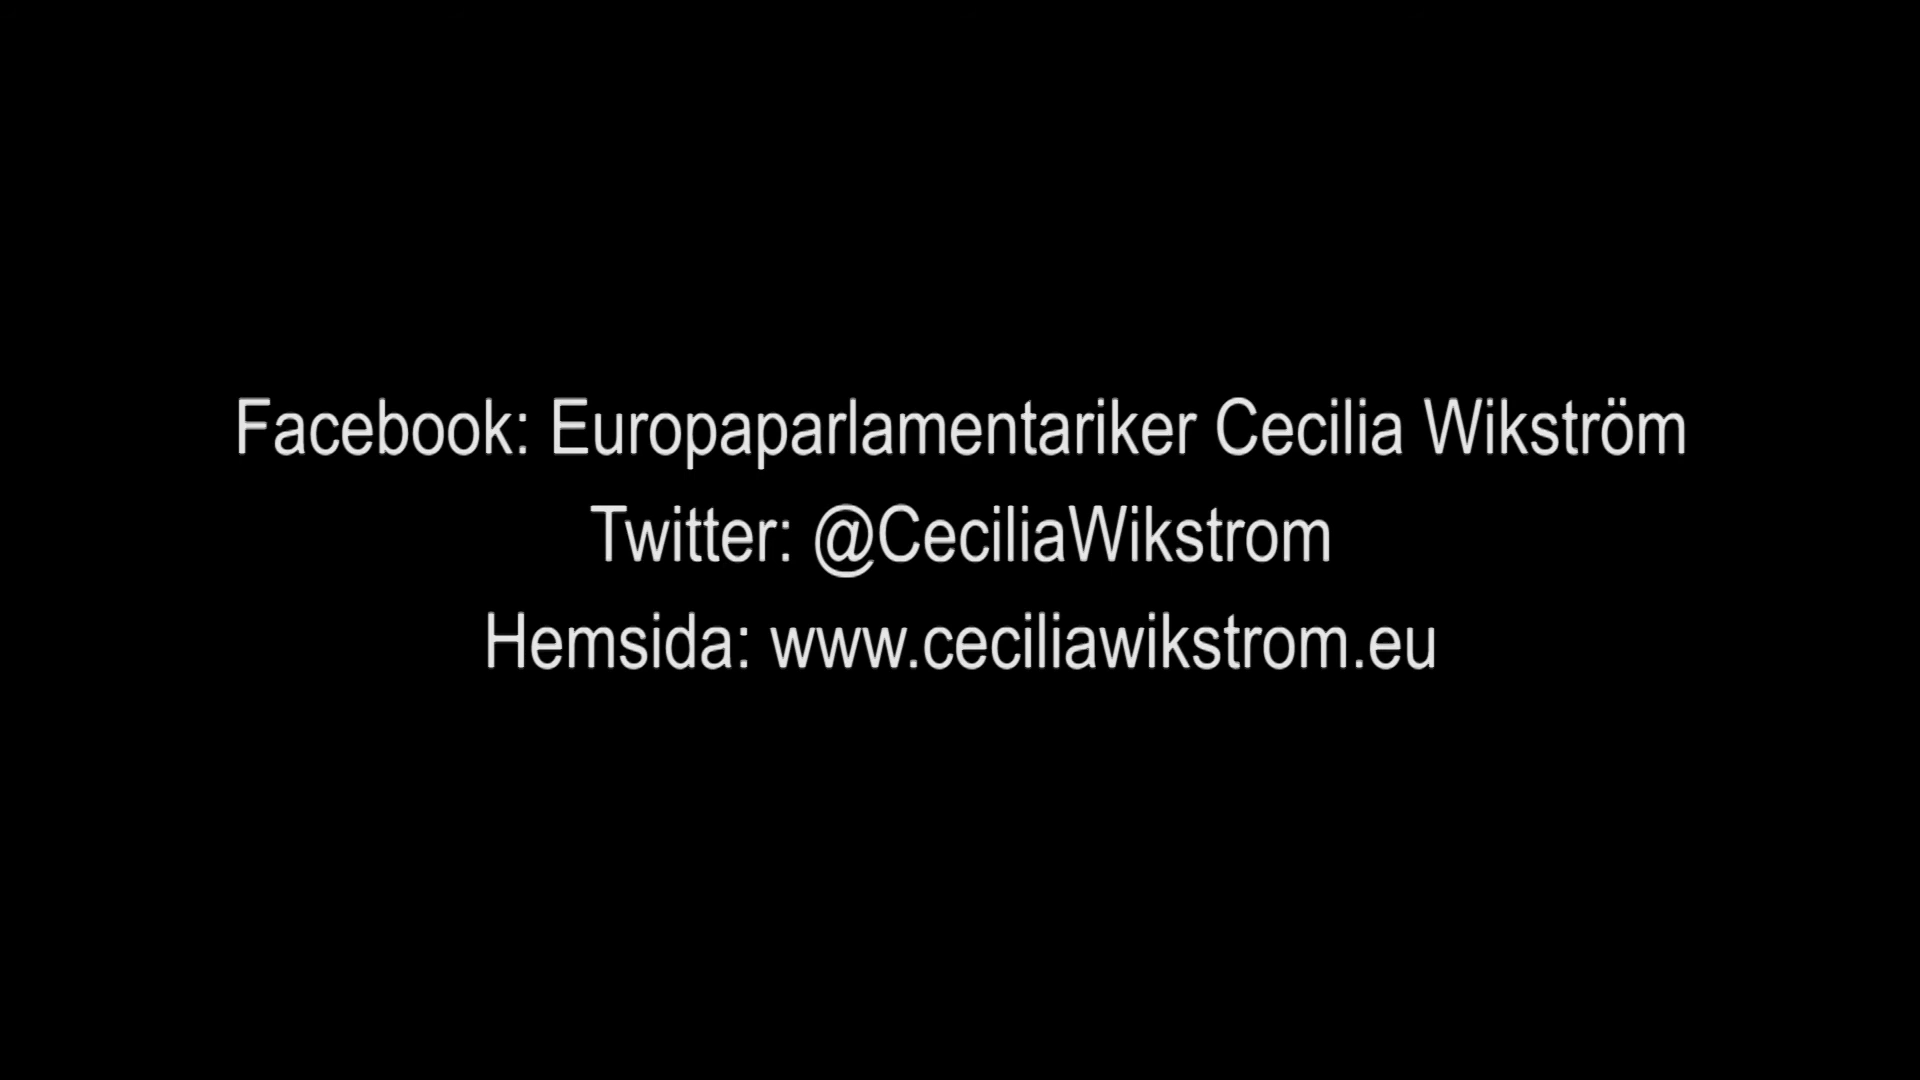 Facebook: Europaparlamentariker Cecilia Wikström
Twitter: @CeciliaWikstrom
Hemsida: www.ceciliawikstrom.eu